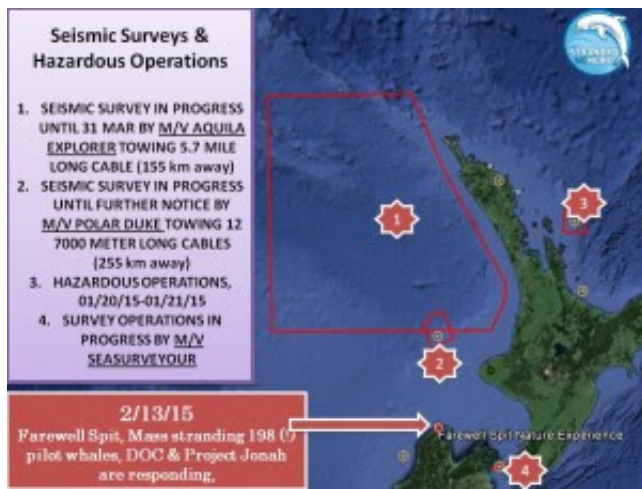 Seismic Surveys &
Hazardous Operations
1. SEISMIC SURVEY IN PROGRESS
UNTIL 31 MAR BY M/V AQUILA
EXPLORER TOWING 5.7 MILE
LONG CABLE (155 km away)
2. SEISMIC SURVEY IN PROGRESS
UNTIL FURTHER NOTICE BY
M/V POLAR DUKE TOWING 12
7000 METER LONG CABLES
(255 km away)
3. HAZARDOUS OPERATIONS,
01/20/15-01/21/15
4. SURVEY OPERATIONS IN
PROGRESS BY M/V
SEASURVEYOUR
2/13/15
Farewell Spit, Mass stranding 198 (!)
pilot whales, DOC & Project Jonah
are responding,
STRANDED
NO MORE
1
2
3
4
Farewell Spit Nature Experience